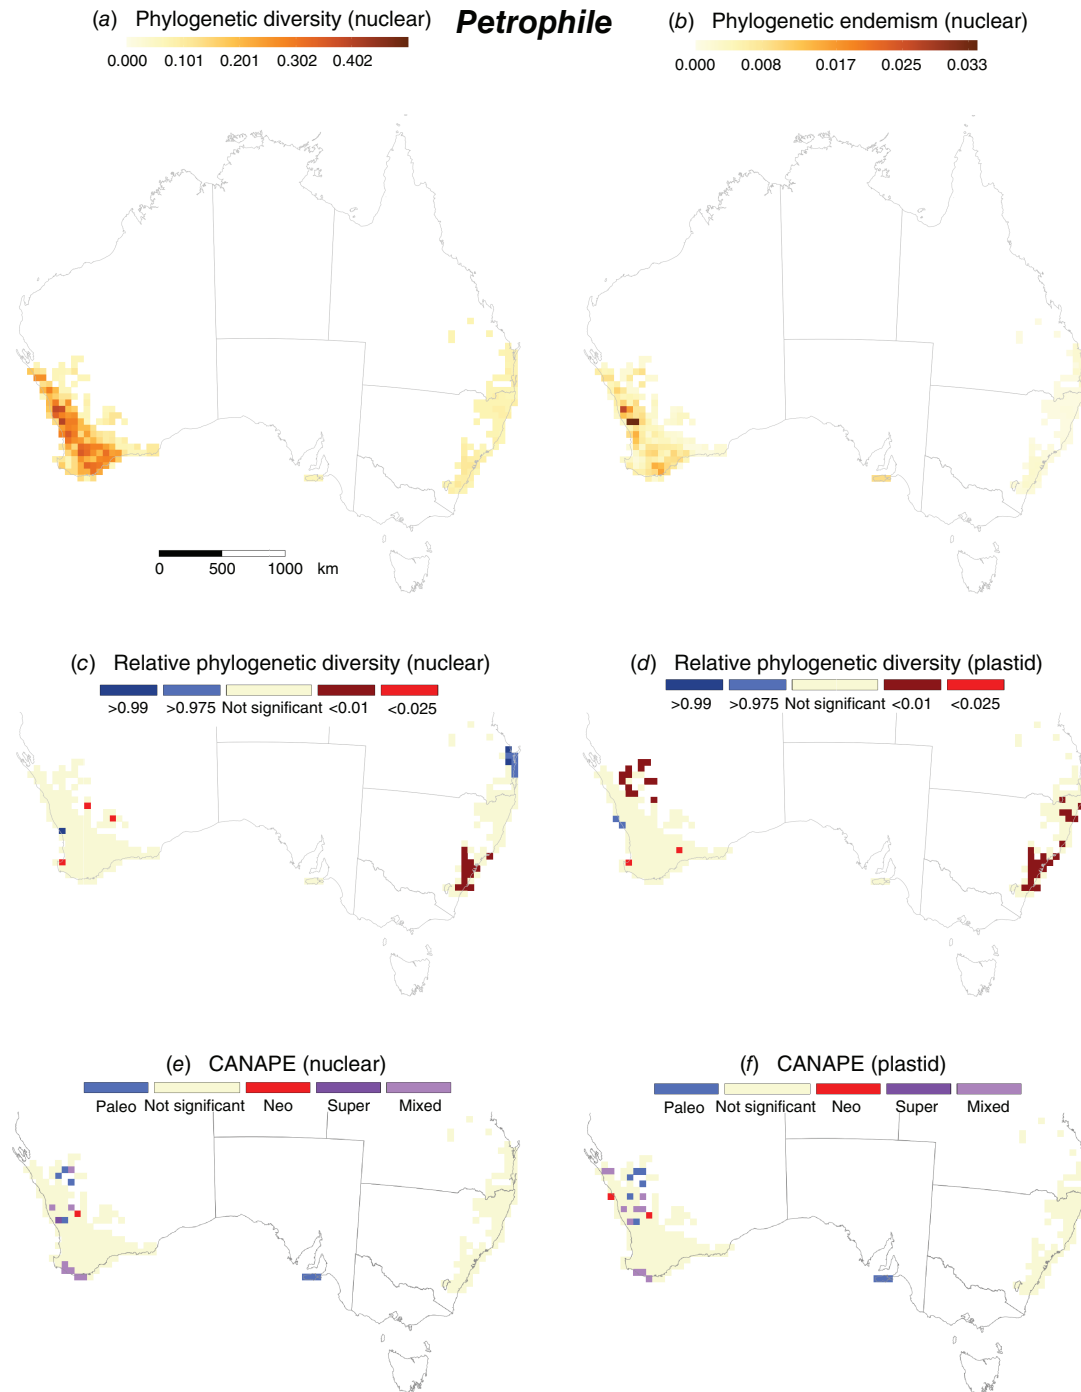 Petrophile
(a) Phylogenetic diversity (nuclear)
0.000 0.101 0.201 0.302 0.402
(b) Phylogenetic endemism (nuclear)
0.000 0.008 0.017 0.025 0.033
0 500 1000 km
(c) Relative phylogenetic diversity (nuclear)
>0.99 >0.975 Not significant <0.01 <0.025
(d) Relative phylogenetic diversity (plastid)
>0.99 >0.975 Not significant <0.01 <0.025
(e) CANAPE (nuclear)
Paleo Not significant Neo Super Mixed
(f) CANAPE (plastid)
Paleo Not significant Neo Super Mixed